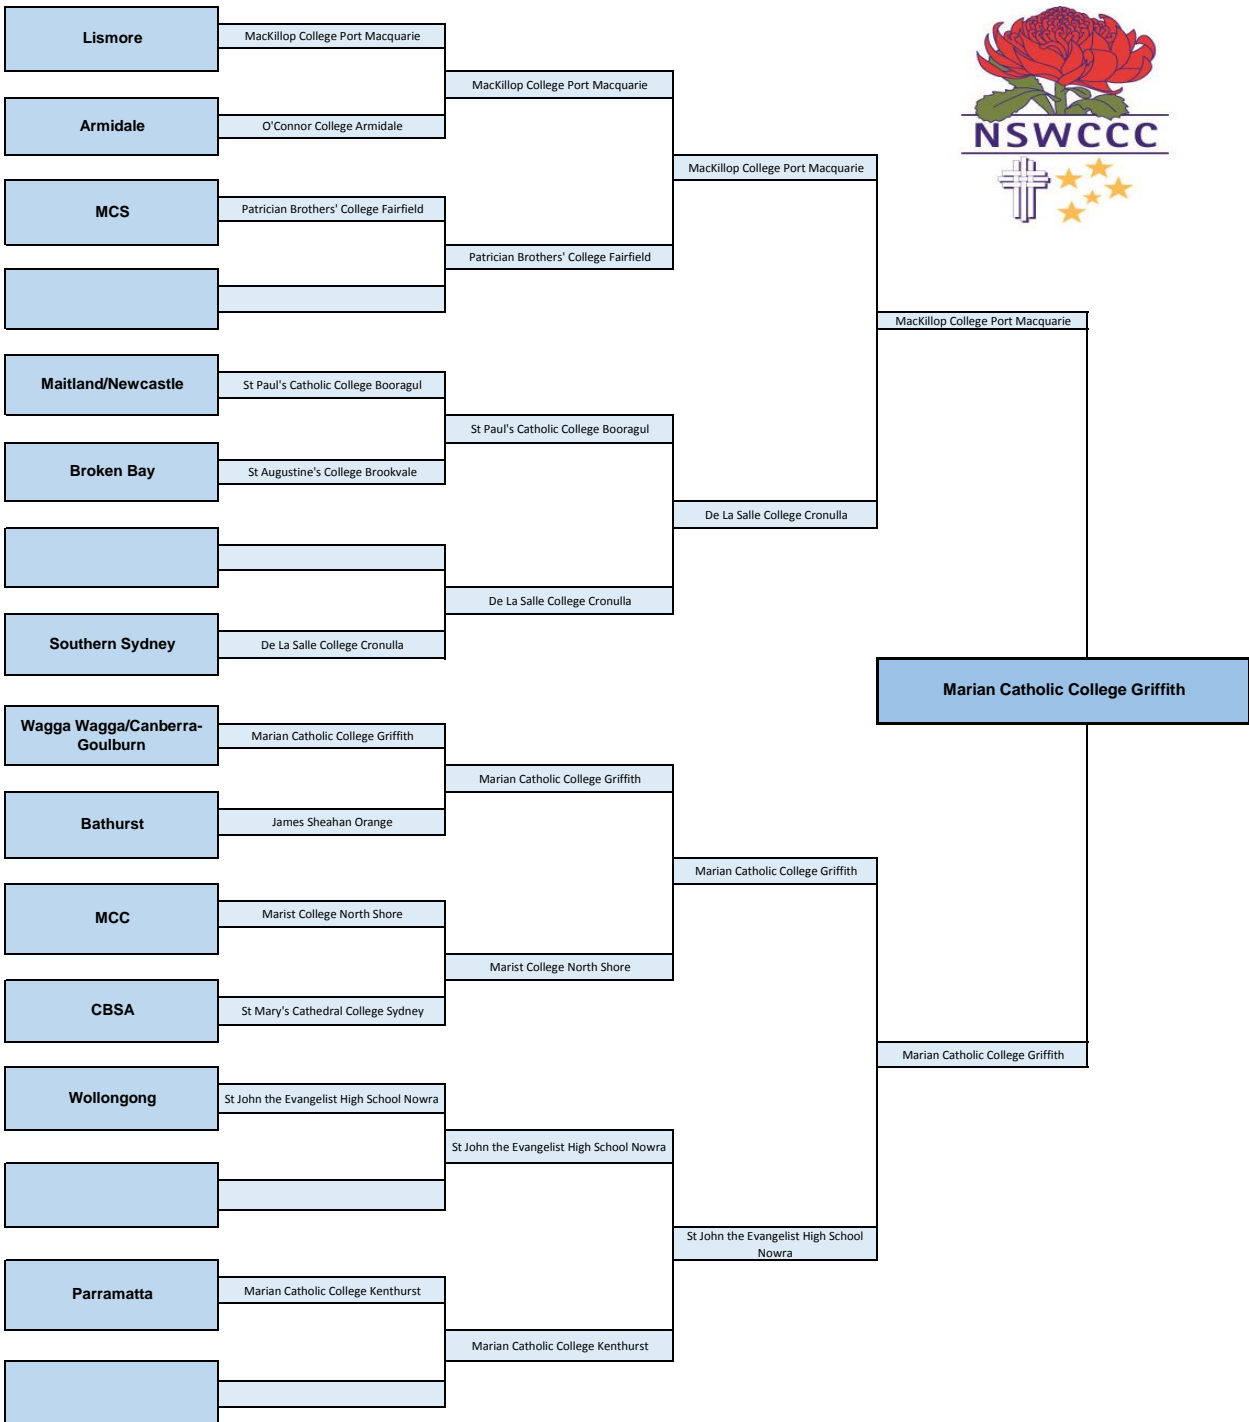 Lismore
MacKillop College Port Macquarie
MacKillop College Port Macquarie
Armidale
O'Connor College Armidale
NSWCCC
MacKillop College Port Macquarie
MCS
Patrician Brothers' College Fairfield
Patrician Brothers' College Fairfield
MacKillop College Port Macquarie
Maitland/Newcastle
St Paul's Catholic College Booragul
St Paul's Catholic College Booragul
Broken Bay
St Augustine's College Brookvale
De La Salle College Cronulla
De La Salle College Cronulla
Southern Sydney
De La Salle College Cronulla
Marian Catholic College Griffith
Wagga Wagga/Canberra-
Goulburn
Marian Catholic College Griffith
Marian Catholic College Griffith
Bathurst
James Sheahan Orange
Marian Catholic College Griffith
MCC
Marist College North Shore
Marist College North Shore
CBSA
St Mary's Cathedral College Sydney
Marian Catholic College Griffith
Wollongong
St John the Evangelist High School Nowra
St John the Evangelist High School Nowra
St John the Evangelist High School
Nowra
Parramatta
Marian Catholic College Kenthurst
Marian Catholic College Kenthurst